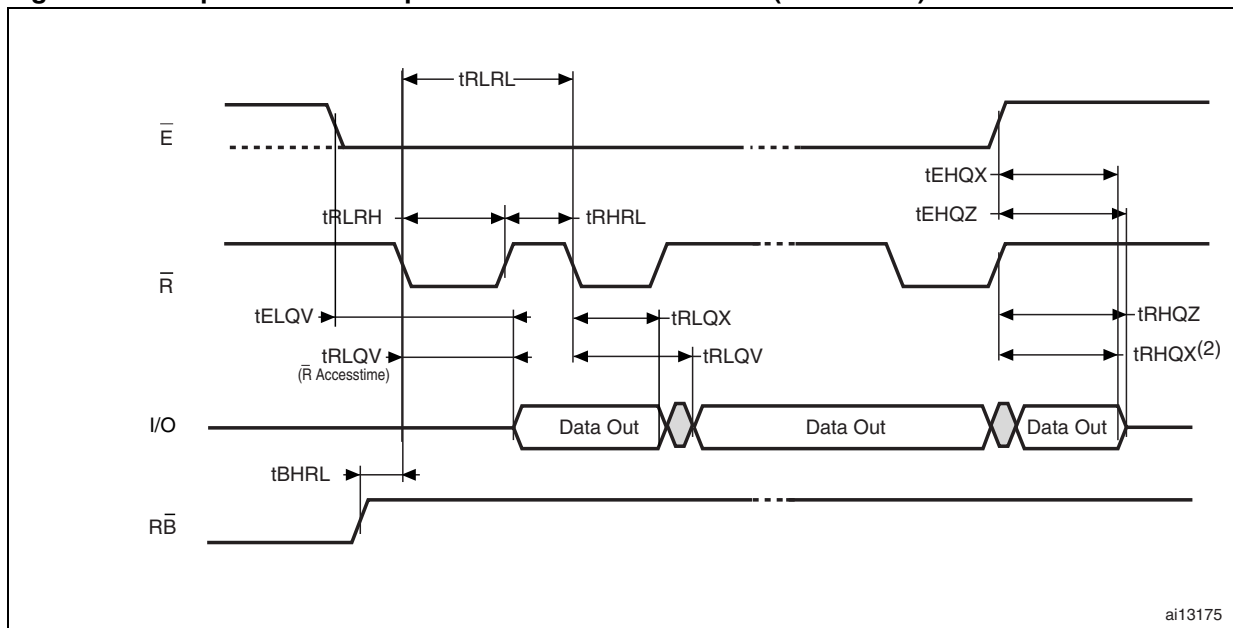 tRLRL
E̅
tEHQX
tEHQZ
tRLRH
tRHRL
R̅
tELQV
tRLQX
tRHQZ
tRLQV
(R̅ Accesstime)
tRLQV
tRHQX(2)
I/O
Data Out
Data Out
Data Out
tBHRL
RB̅
ai13175